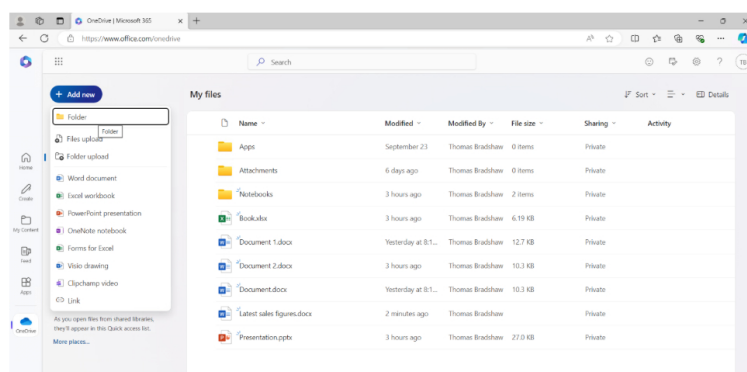 OneDrive | Microsoft 365
https://www.office.com/onedrive
Search
Add new
My files
Sort
Details
Folder
Folder
Files upload
Folder upload
Word document
Excel workbook
PowerPoint presentation
OneNote notebook
Forms for Excel
Visio drawing
Clipchamp video
Link
As you open files from shared libraries,
they'll appear in this Quick access list.
More places...
Home
Create
My Content
Feed
Apps
OneDrive
Name Modified Modified By File size Sharing Activity
Apps September 23 Thomas Bradshaw 0 items Private
Attachments 6 days ago Thomas Bradshaw 0 items Private
Notebooks 3 hours ago Thomas Bradshaw 2 items Private
Book.xlsx 3 hours ago Thomas Bradshaw 6.19 KB Private
Document 1.docx Yesterday at 8:1... Thomas Bradshaw 12.7 KB Private
Document 2.docx 3 hours ago Thomas Bradshaw 10.3 KB Private
Document.docx Yesterday at 8:1... Thomas Bradshaw 10.3 KB Private
Latest sales figures.docx 2 minutes ago Thomas Bradshaw Private
Presentation.pptx 3 hours ago Thomas Bradshaw 27.0 KB Private